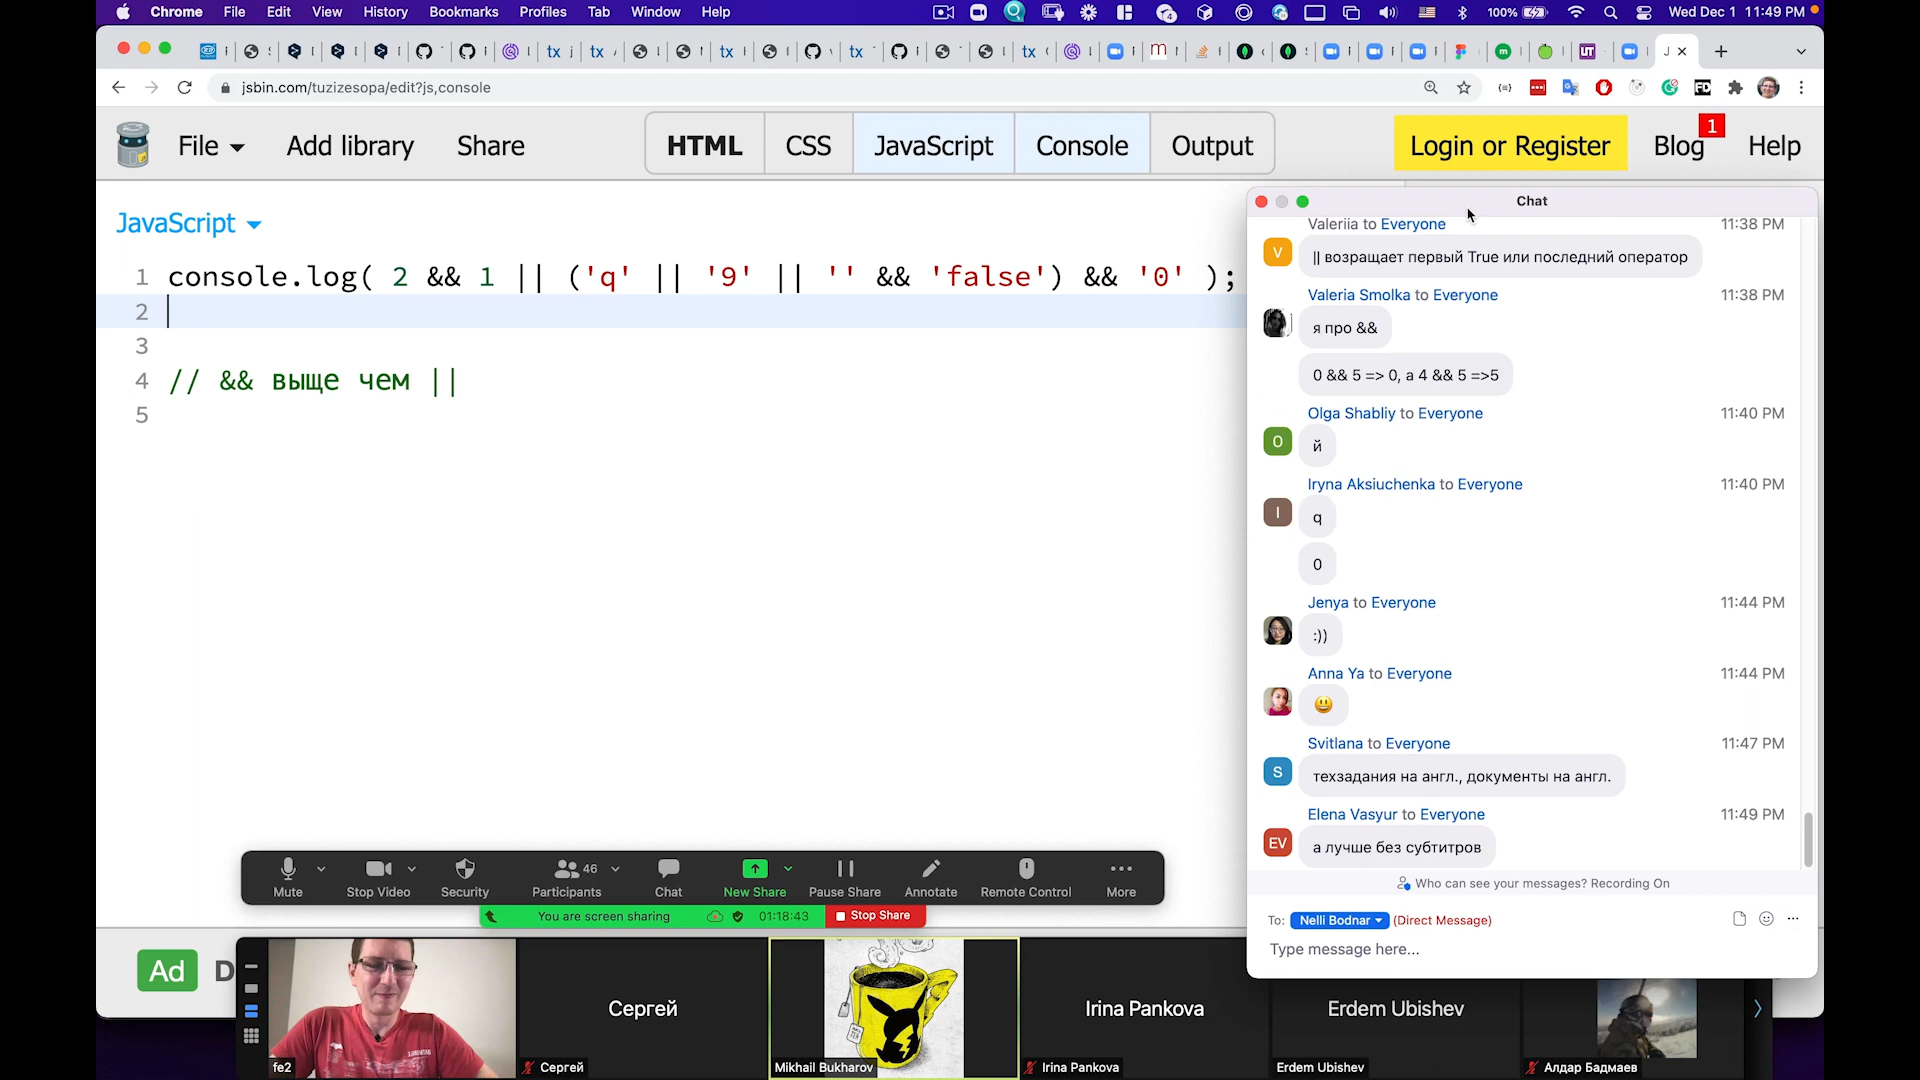 Chrome File Edit View History Bookmarks Profiles Tab Window Help 100% Wed Dec 1 11:49 PM
jsbin.com/tuzizesopa/edit?js,console
File Add library Share HTML CSS JavaScript Console Output Login or Register Blog 1 Help
JavaScript
1 console.log( 2 && 1 || ('q' || '9' || '' && 'false') && '0' );
2
3
4 // && выще чем ||
5
Chat
Valeriia to Everyone 11:38 PM
V
|| возращает первый True или последний оператор
Valeria Smolka to Everyone 11:38 PM
я про &&
0 && 5 => 0, а 4 && 5 =>5
Olga Shabliy to Everyone 11:40 PM
O
й
Iryna Aksiuchenka to Everyone 11:40 PM
I
q
0
Jenya to Everyone 11:44 PM
:))
Anna Ya to Everyone 11:44 PM
Svitlana to Everyone 11:47 PM
S
техзадания на англ., документы на англ.
Elena Vasyur to Everyone 11:49 PM
EV
а лучше без субтитров
Who can see your messages? Recording On
To: Nelli Bodnar (Direct Message)
Type message here...
46
Mute Stop Video Security Participants Chat New Share Pause Share Annotate Remote Control More
You are screen sharing 01:18:43 Stop Share
Ad D
Сергей Irina Pankova Erdem Ubishev
fe2 Сергей Mikhail Bukharov Irina Pankova Erdem Ubishev Алдар Бадмаев